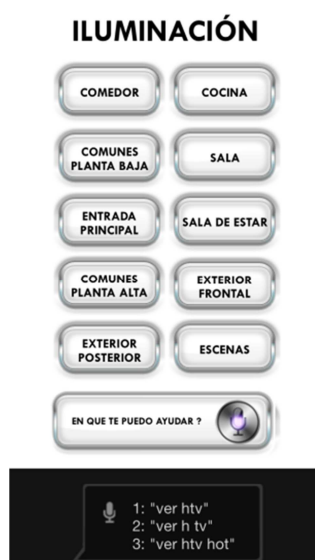 ILUMINACIÓN
COMEDOR
COCINA
COMUNES
PLANTA BAJA
SALA
ENTRADA
PRINCIPAL
SALA DE ESTAR
COMUNES
PLANTA ALTA
EXTERIOR
FRONTAL
EXTERIOR
POSTERIOR
ESCENAS
EN QUE TE PUEDO AYUDAR ?
1: "ver htv"
2: "ver h tv"
3: "ver htv hot"